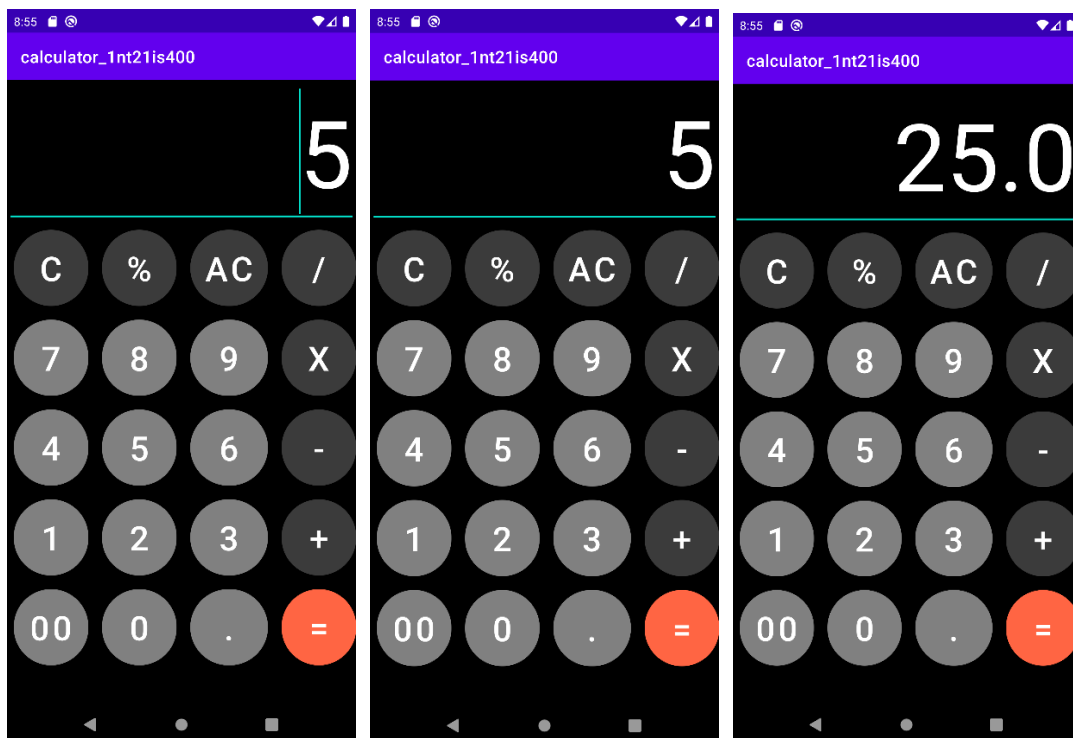 8:55
calculator_1nt21is400
5
C % AC /
7 8 9 X
4 5 6 -
1 2 3 +
00 0 . =
8:55
calculator_1nt21is400
5
C % AC /
7 8 9 X
4 5 6 -
1 2 3 +
00 0 . =
8:55
calculator_1nt21is400
25.0
C % AC /
7 8 9 X
4 5 6 -
1 2 3 +
00 0 . =